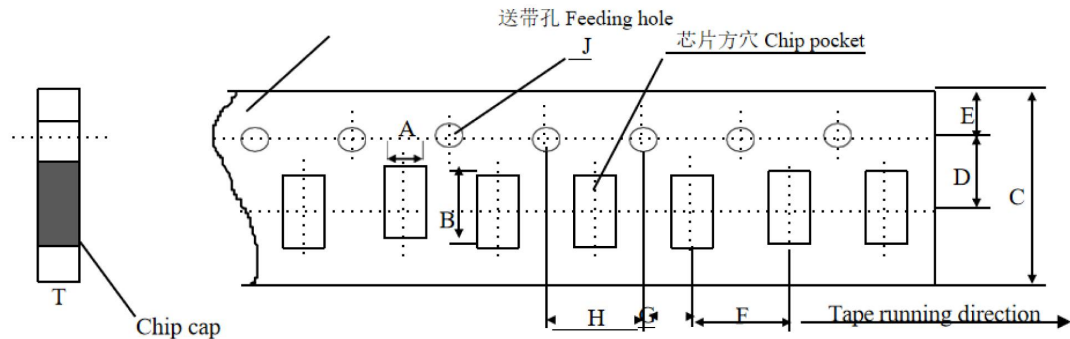 送带孔 Feeding hole
J
芯片方穴 Chip pocket
E
A
D
C
B
T
Chip cap
H
G
F
Tape running direction